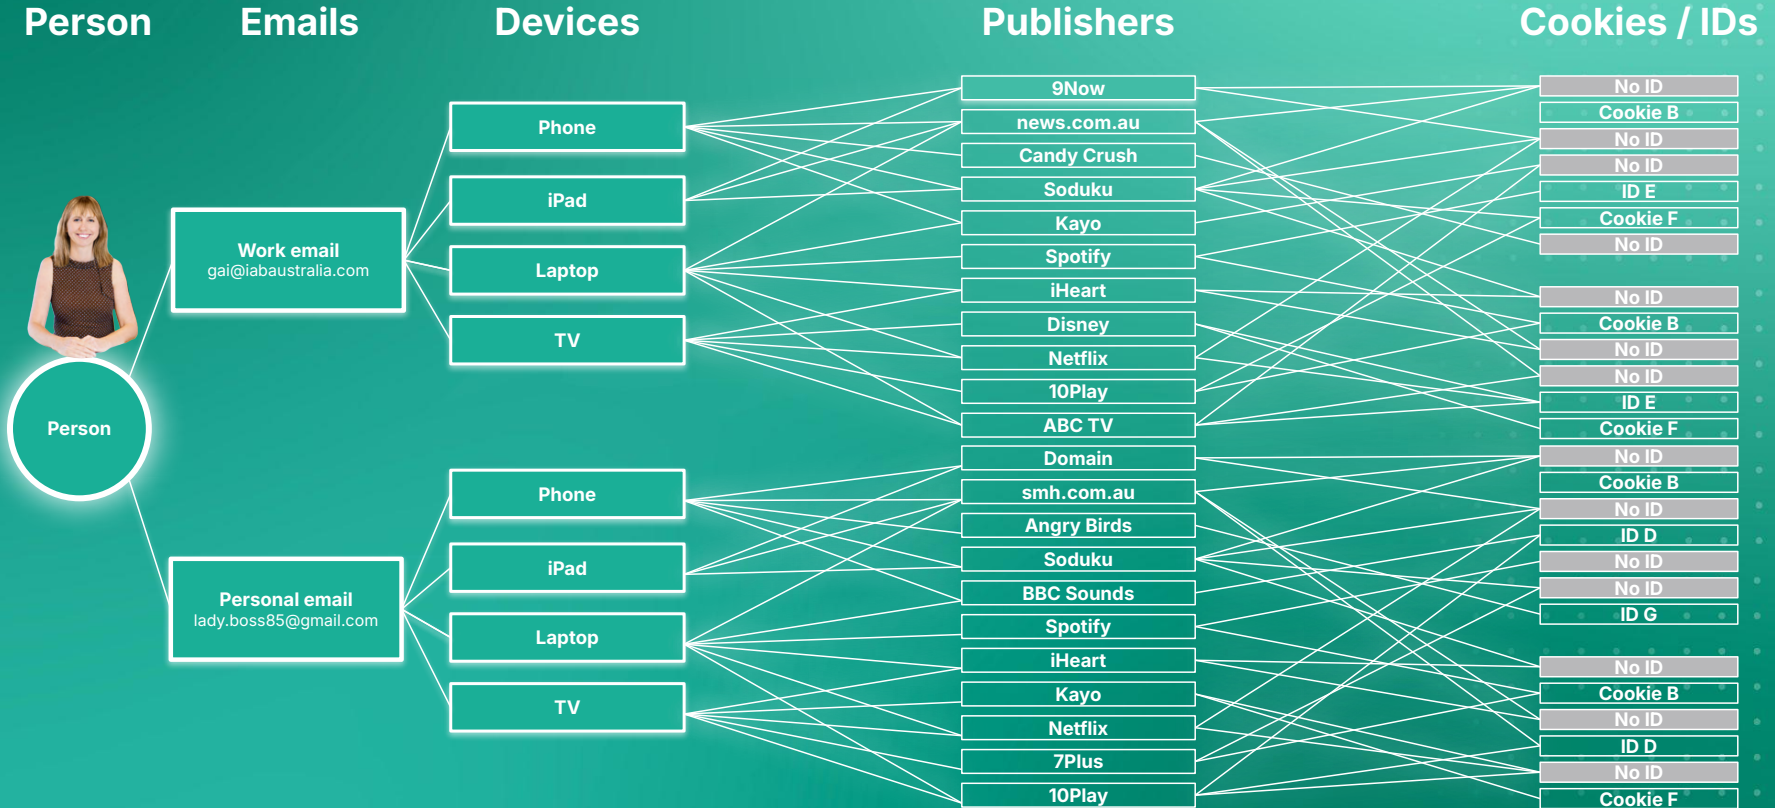 Person
Emails
Devices
Publishers
Cookies / IDs
Person
Work email
gai@iabaustralia.com
Personal email
lady.boss85@gmail.com
Phone
iPad
Laptop
TV
Phone
iPad
Laptop
TV
9Now
news.com.au
Candy Crush
Soduku
Kayo
Spotify
iHeart
Disney
Netflix
10Play
ABC TV
Domain
smh.com.au
Angry Birds
Soduku
BBC Sounds
Spotify
iHeart
Kayo
Netflix
7Plus
10Play
No ID
Cookie B
No ID
No ID
ID E
Cookie F
No ID
No ID
Cookie B
No ID
No ID
ID E
Cookie F
No ID
Cookie B
No ID
ID D
No ID
No ID
ID G
No ID
Cookie B
No ID
ID D
No ID
Cookie F